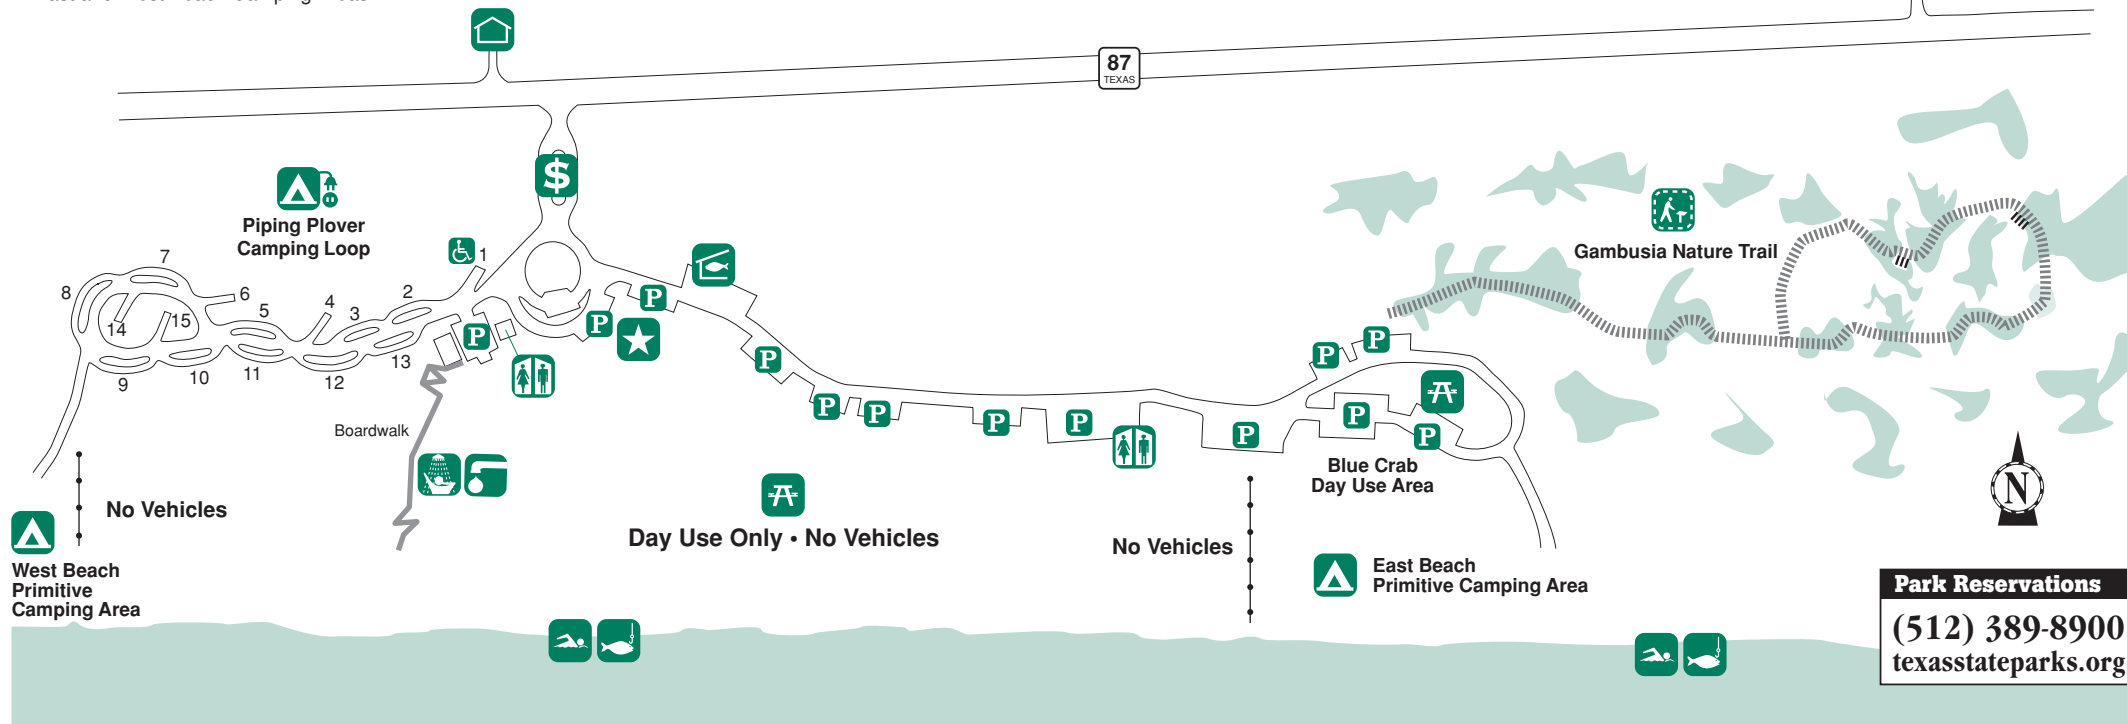 87
TEXAS
$
Piping Plover
Camping Loop
Gambusia Nature Trail
1
2
3
4
5
6
7
8
9
10
11
12
13
14
15
P
P
P
P
P
P
P
P
P
P
P
P
P
Boardwalk
No Vehicles
West Beach
Primitive
Camping Area
Day Use Only • No Vehicles
No Vehicles
Blue Crab
Day Use Area
East Beach
Primitive Camping Area
N
Park Reservations
(512) 389-8900
texasstateparks.org